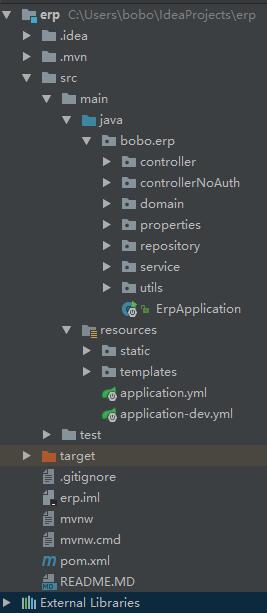 erp C:\Users\bobo\IdeaProjects\erp
.idea
.mvn
src
main
java
bobo.erp
controller
controllerNoAuth
domain
properties
repository
service
utils
ErpApplication
resources
static
templates
application.yml
application-dev.yml
test
target
.gitignore
erp.iml
mvnw
mvnw.cmd
pom.xml
README.MD
External Libraries